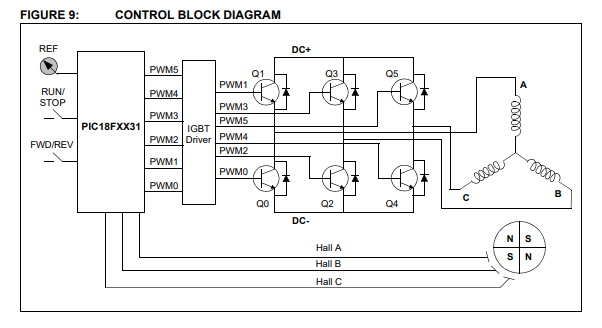 FIGURE 9: CONTROL BLOCK DIAGRAM
REF
RUN/
STOP
FWD/REV
PIC18FXX31
PWM5
PWM4
PWM3
PWM2
PWM1
PWM0
IGBT
Driver
PWM1
PWM3
PWM5
PWM4
PWM2
PWM0
DC+
Q1
Q3
Q5
Q0
Q2
Q4
DC-
A
C
B
Hall A
Hall B
Hall C
N S
S N